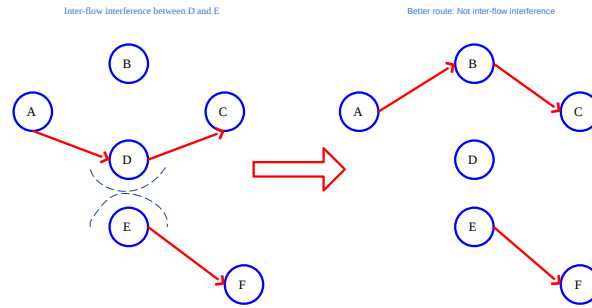 Inter-flow interference between D and E
B
A
C
D
E
F
Better route: Not inter-flow interference
B
A
C
D
E
F